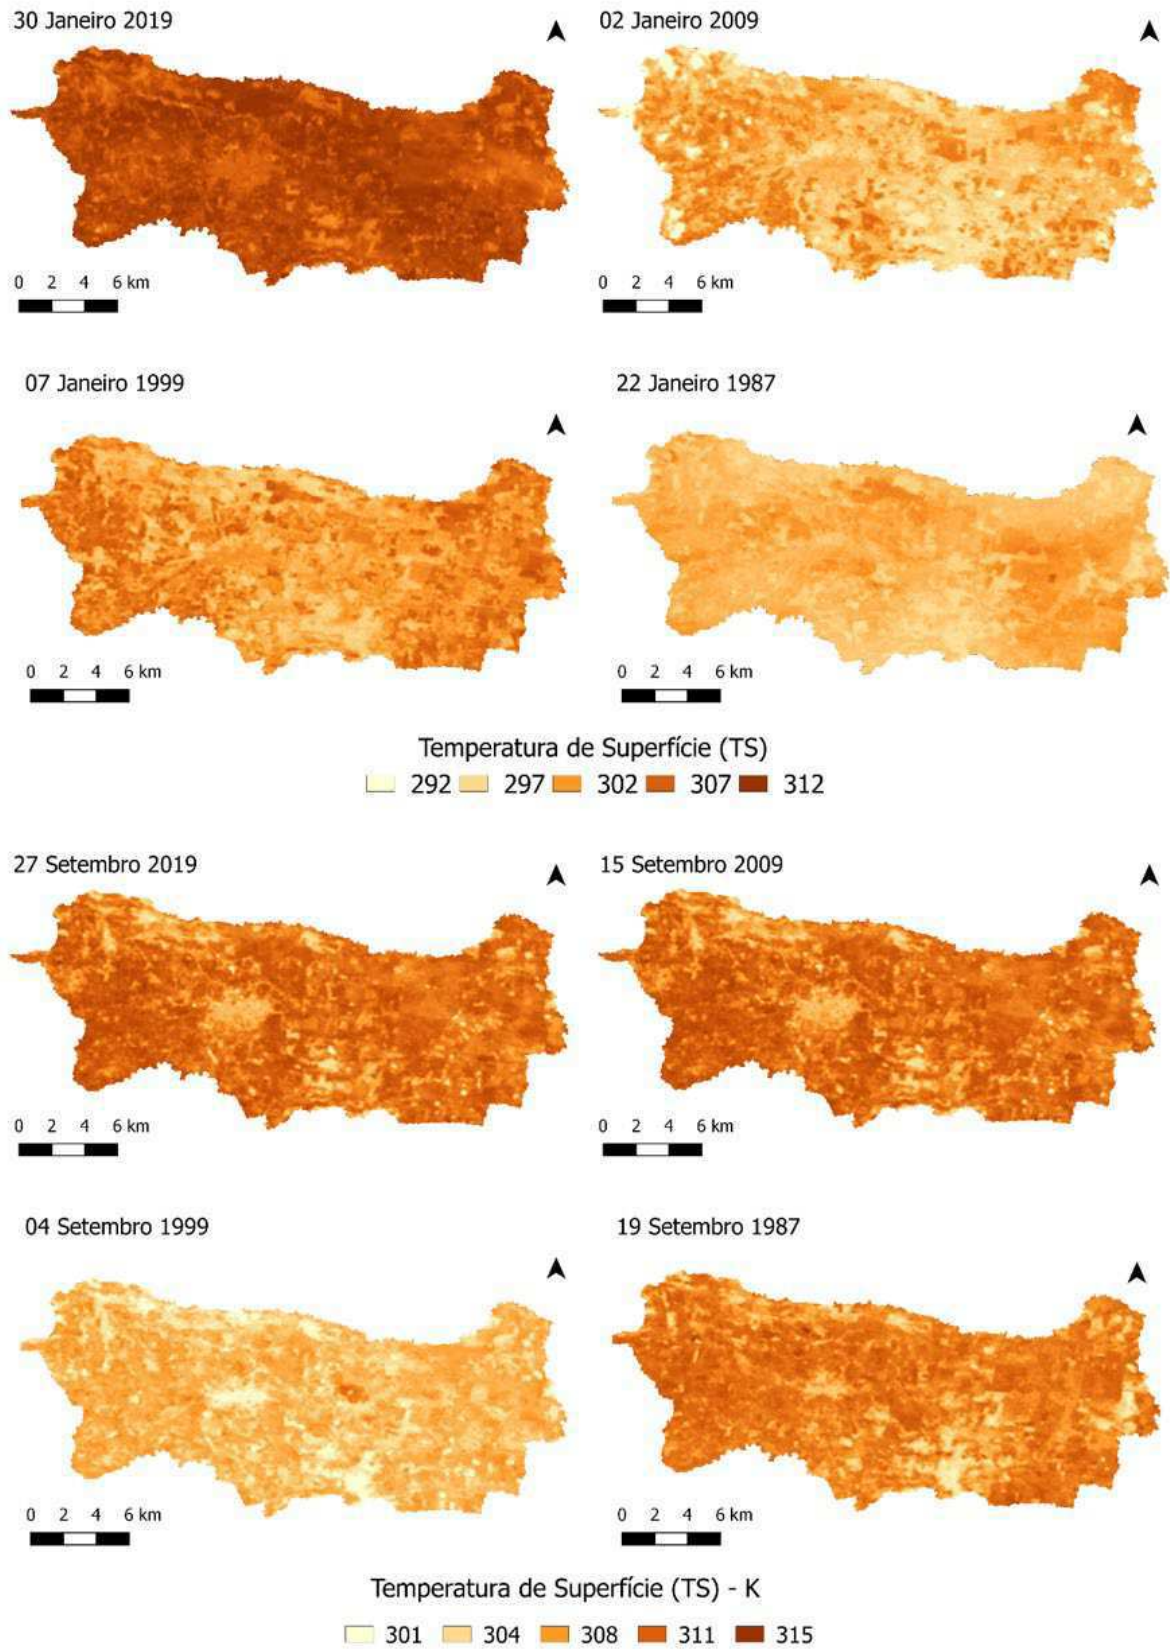 30 Janeiro 2019
02 Janeiro 2009
0 2 4 6 km
0 2 4 6 km
07 Janeiro 1999
22 Janeiro 1987
0 2 4 6 km
0 2 4 6 km
Temperatura de Superfície (TS)
292 297 302 307 312
27 Setembro 2019
15 Setembro 2009
0 2 4 6 km
0 2 4 6 km
04 Setembro 1999
19 Setembro 1987
0 2 4 6 km
0 2 4 6 km
Temperatura de Superfície (TS) - K
301 304 308 311 315